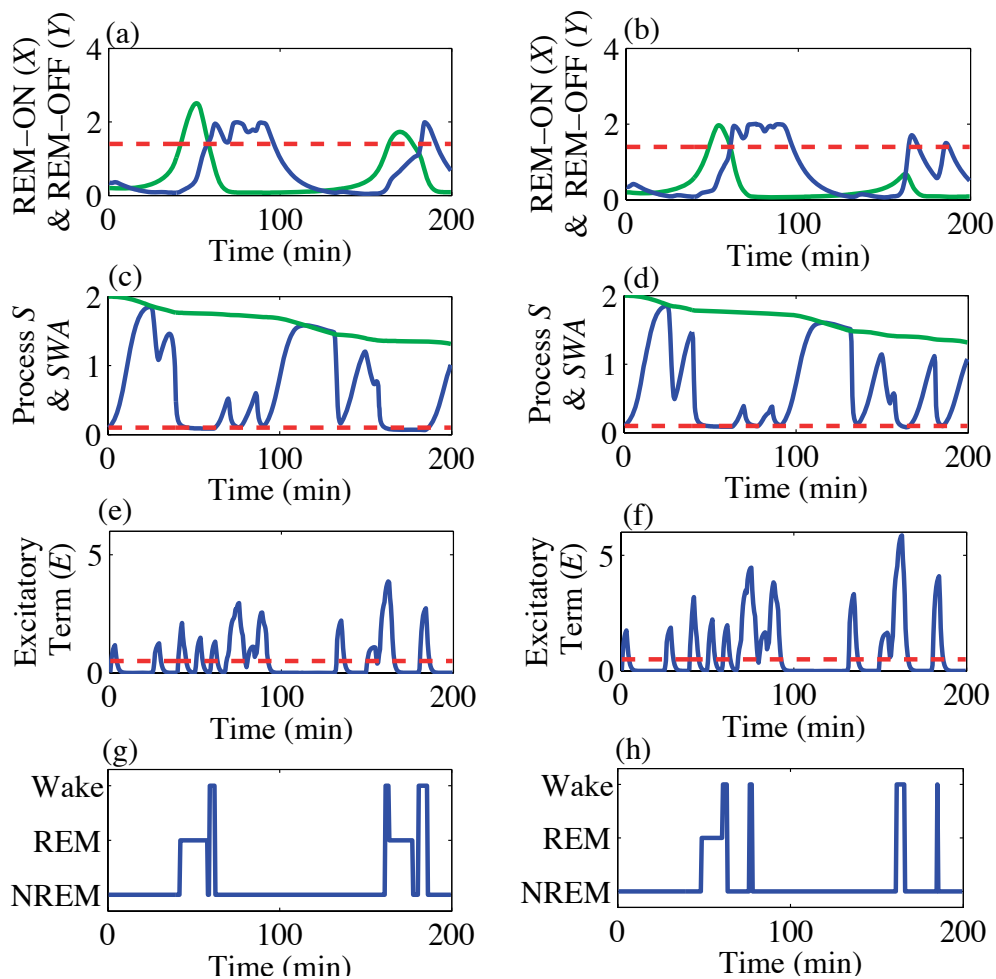 (a)
REM–ON (X)
& REM–OFF (Y)
4
2
0
0
100
200
Time (min)
(b)
REM–ON (X)
& REM–OFF (Y)
4
2
0
0
100
200
Time (min)
(c)
Process S
& SWA
2
1
0
0
100
200
Time (min)
(d)
Process S
& SWA
2
1
0
0
100
200
Time (min)
(e)
Excitatory
Term (E)
5
0
0
100
200
Time (min)
(f)
Excitatory
Term (E)
5
0
0
100
200
Time (min)
(g)
Wake
REM
NREM
0
100
200
Time (min)
(h)
Wake
REM
NREM
0
100
200
Time (min)